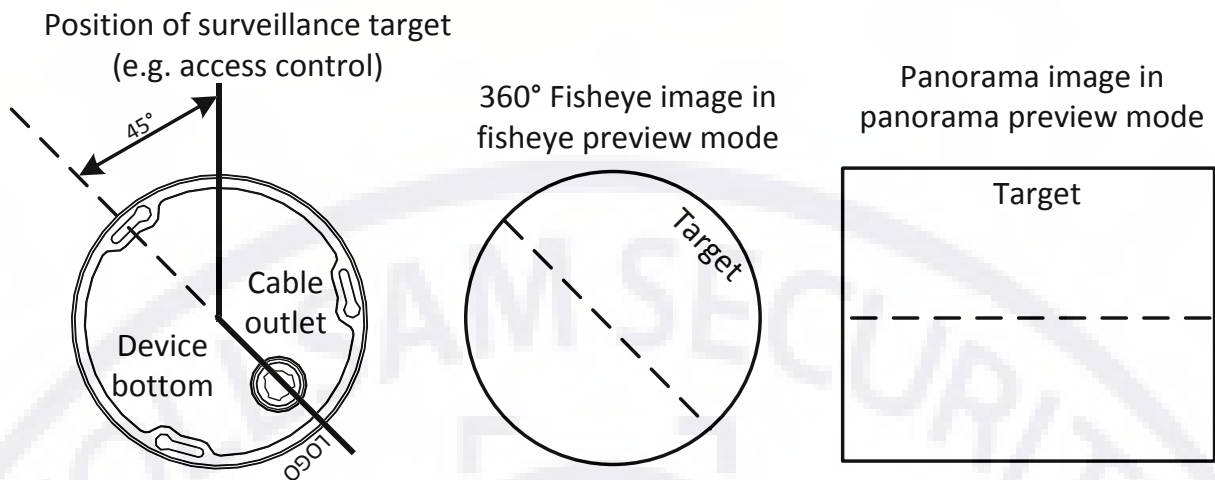 Position of surveillance target
(e.g. access control)
45°
Cable
outlet
Device
bottom
LOGO
360° Fisheye image in
fisheye preview mode
Target
Panorama image in
panorama preview mode
Target